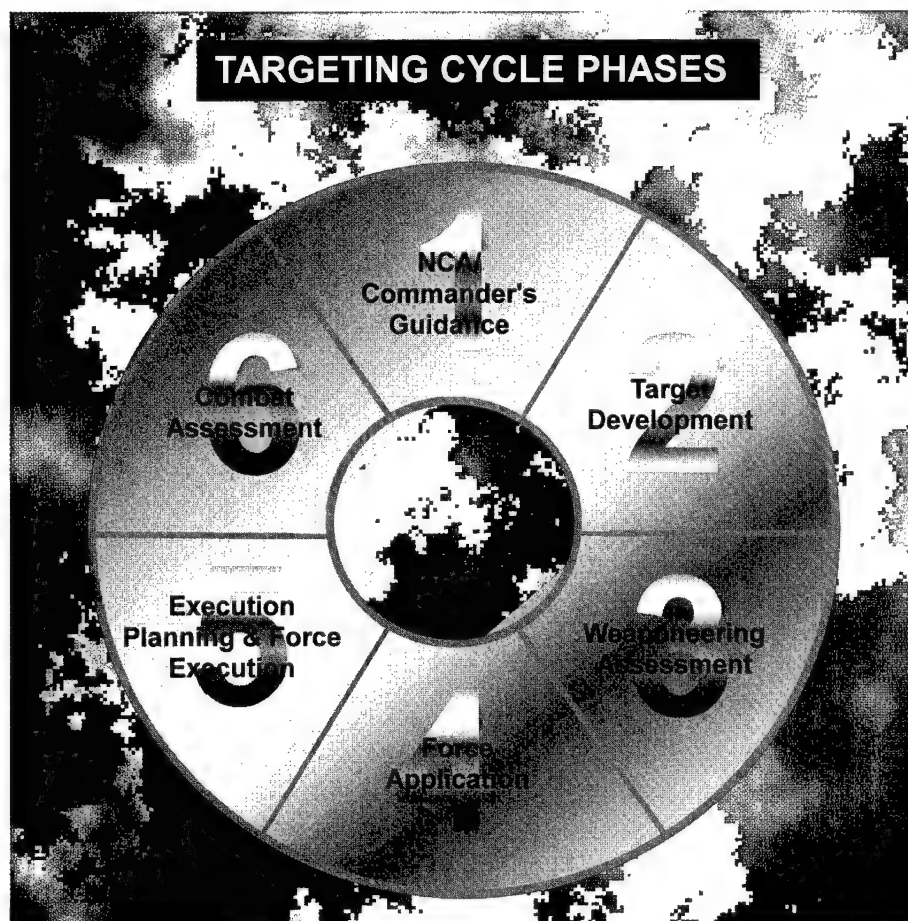 TARGETING CYCLE PHASES
1
NCA/
Commander's
Guidance
2
Target
Development
3
Weaponeering
Assessment
4
Force
Application
5
Execution
Planning & Force
Execution
6
Combat
Assessment